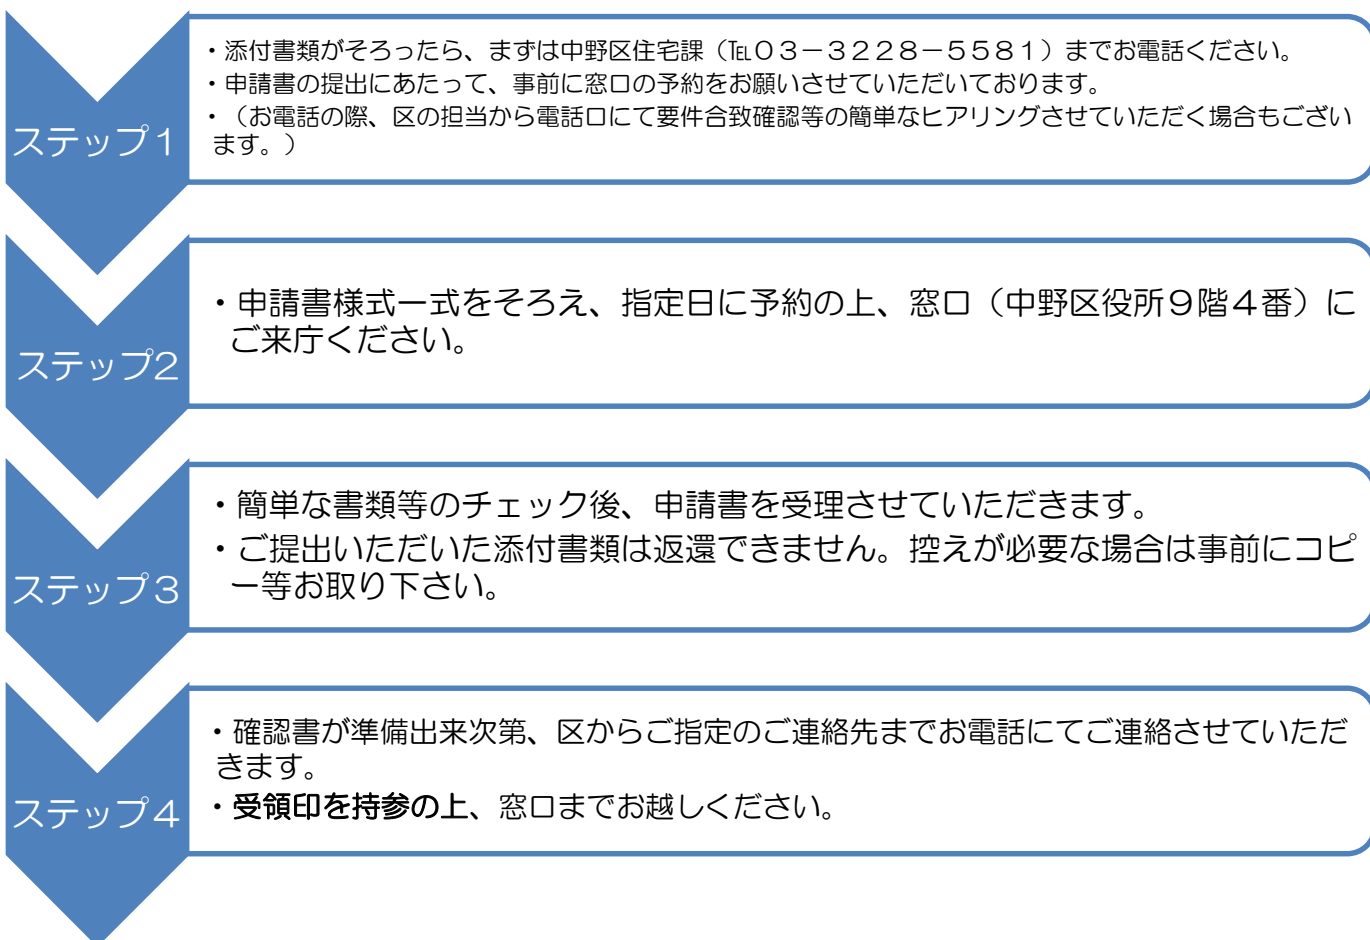 ステップ１
・添付書類がそろったら、まずは中野区住宅課（℡０３－３２２８－５５８１）までお電話ください。
・申請書の提出にあたって、事前に窓口の予約をお願いさせていただいております。
・（お電話の際、区の担当から電話口にて要件合致確認等の簡単なヒアリングさせていただく場合もござい
ます。）
ステップ2
・申請書様式一式をそろえ、指定日に予約の上、窓口（中野区役所９階４番）に
ご来庁ください。
ステップ３
・簡単な書類等のチェック後、申請書を受理させていただきます。
・ご提出いただいた添付書類は返還できません。控えが必要な場合は事前にコピ
ー等お取り下さい。
ステップ４
・確認書が準備出来次第、区からご指定のご連絡先までお電話にてご連絡させていただ
きます。
・受領印を持参の上、窓口までお越しください。